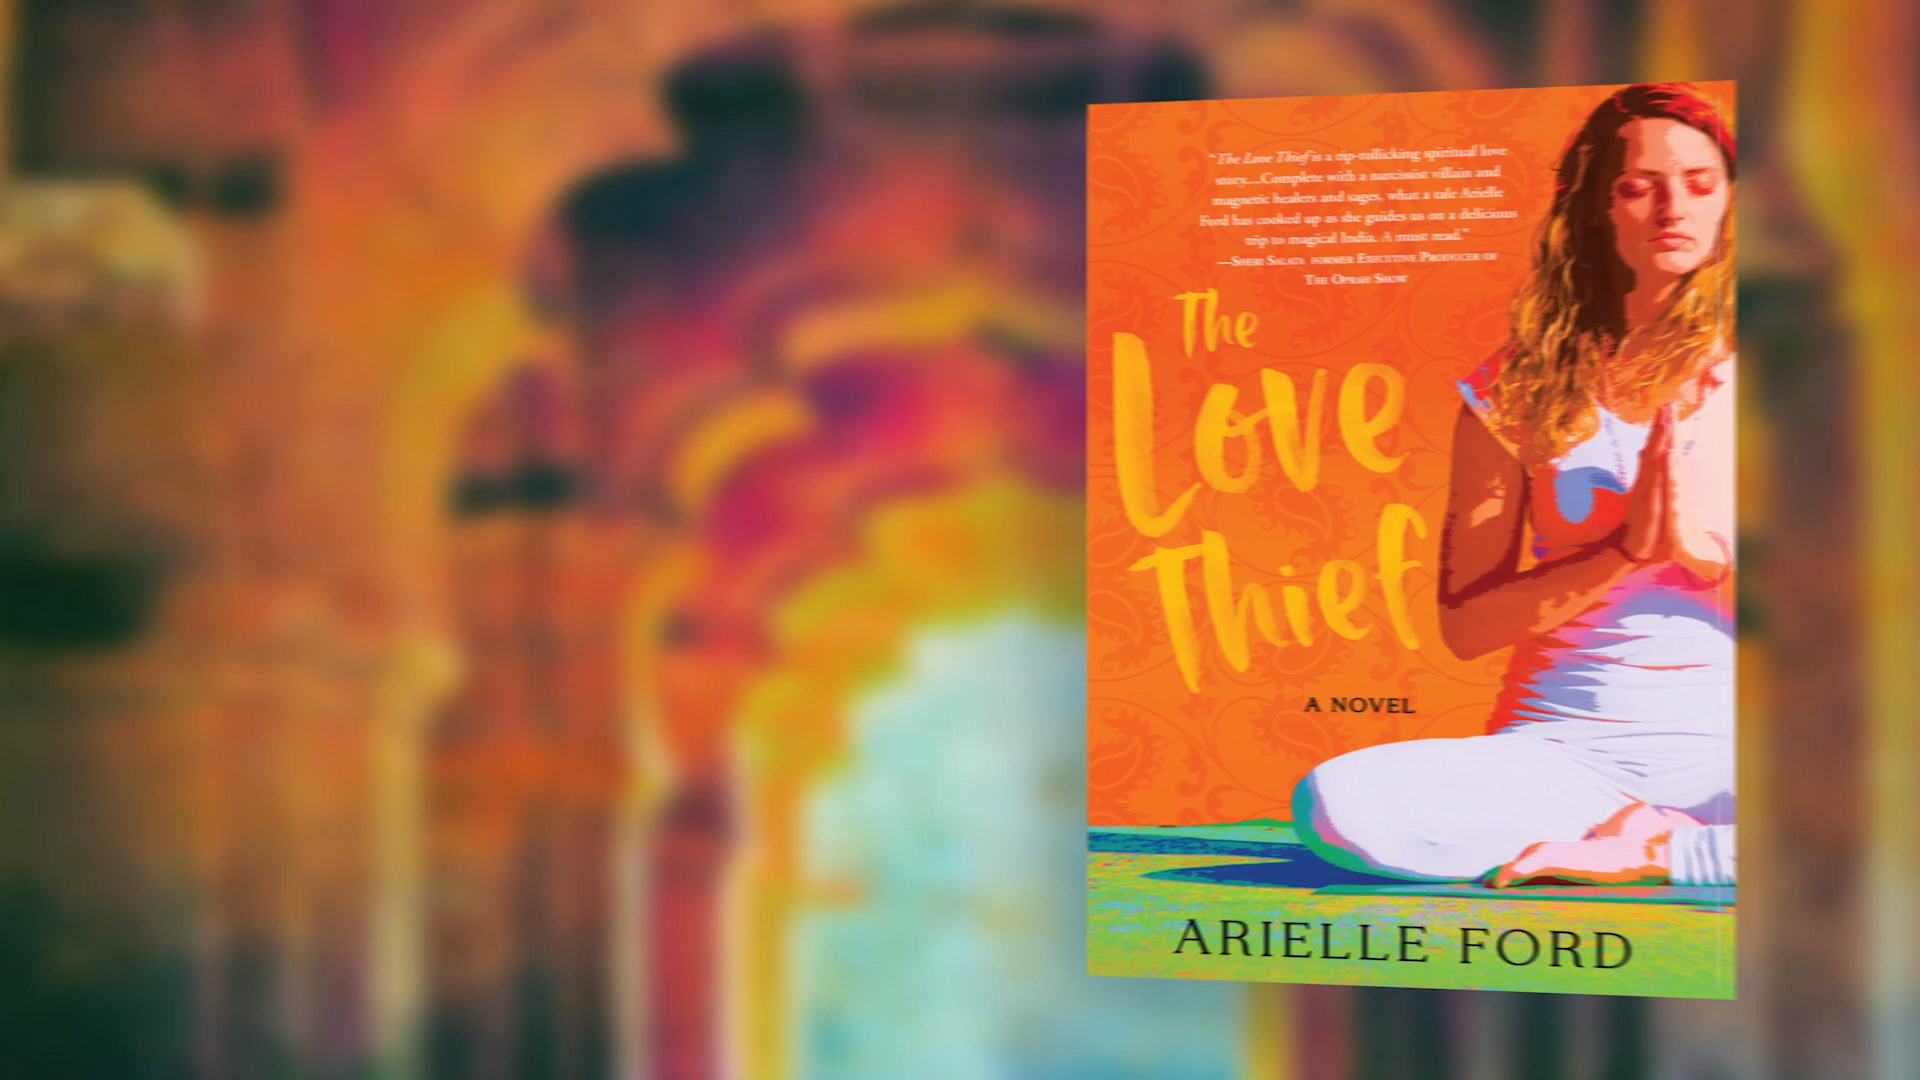 "The Love Thief is a rip-rollicking spiritual love
story....Complete with a narcissist villain and
magnetic healers and sages, what a tale Arielle
Ford has cooked up as she guides us on a delicious
trip to magical India. A must read."
—Sheri Salata former Executive Producer of
The Oprah Show
The
Love
Thief
A NOVEL
ARIELLE FORD